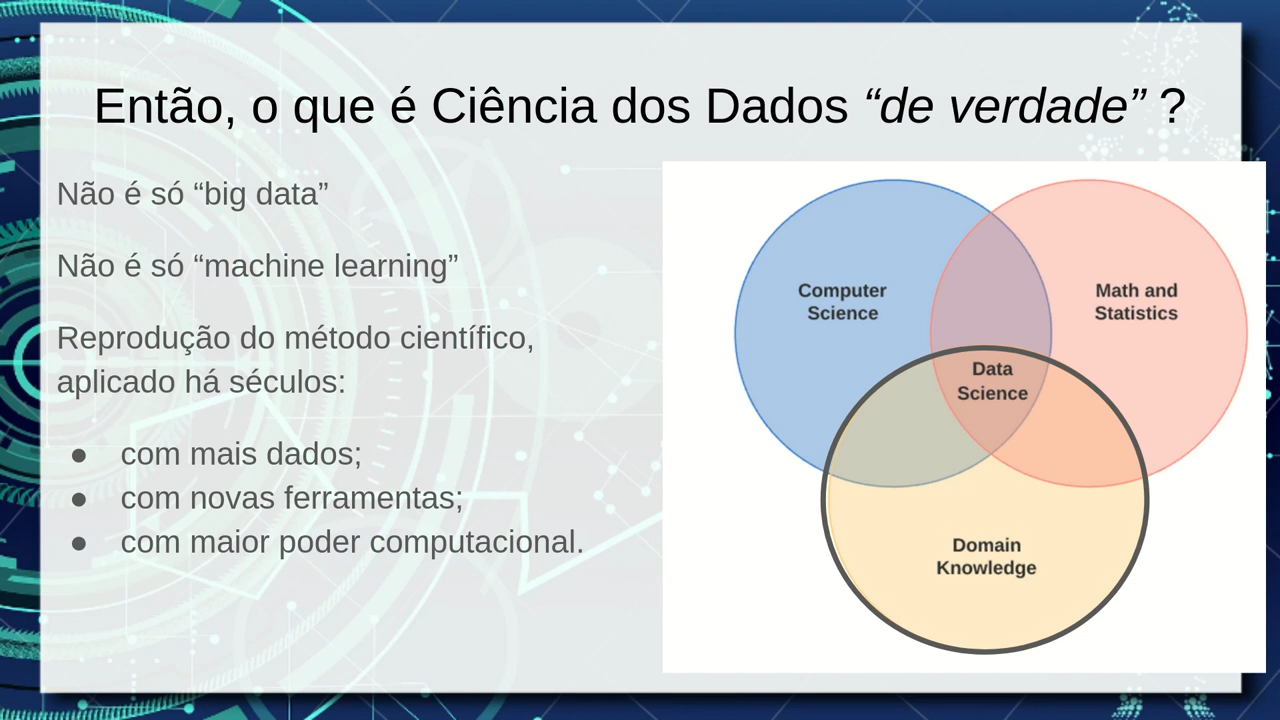 Então, o que é Ciência dos Dados “de verdade” ?
Não é só “big data”
Não é só “machine learning”
Reprodução do método científico,
aplicado há séculos:
● com mais dados;
● com novas ferramentas;
● com maior poder computacional.
Computer
Science
Math and
Statistics
Data
Science
Domain
Knowledge